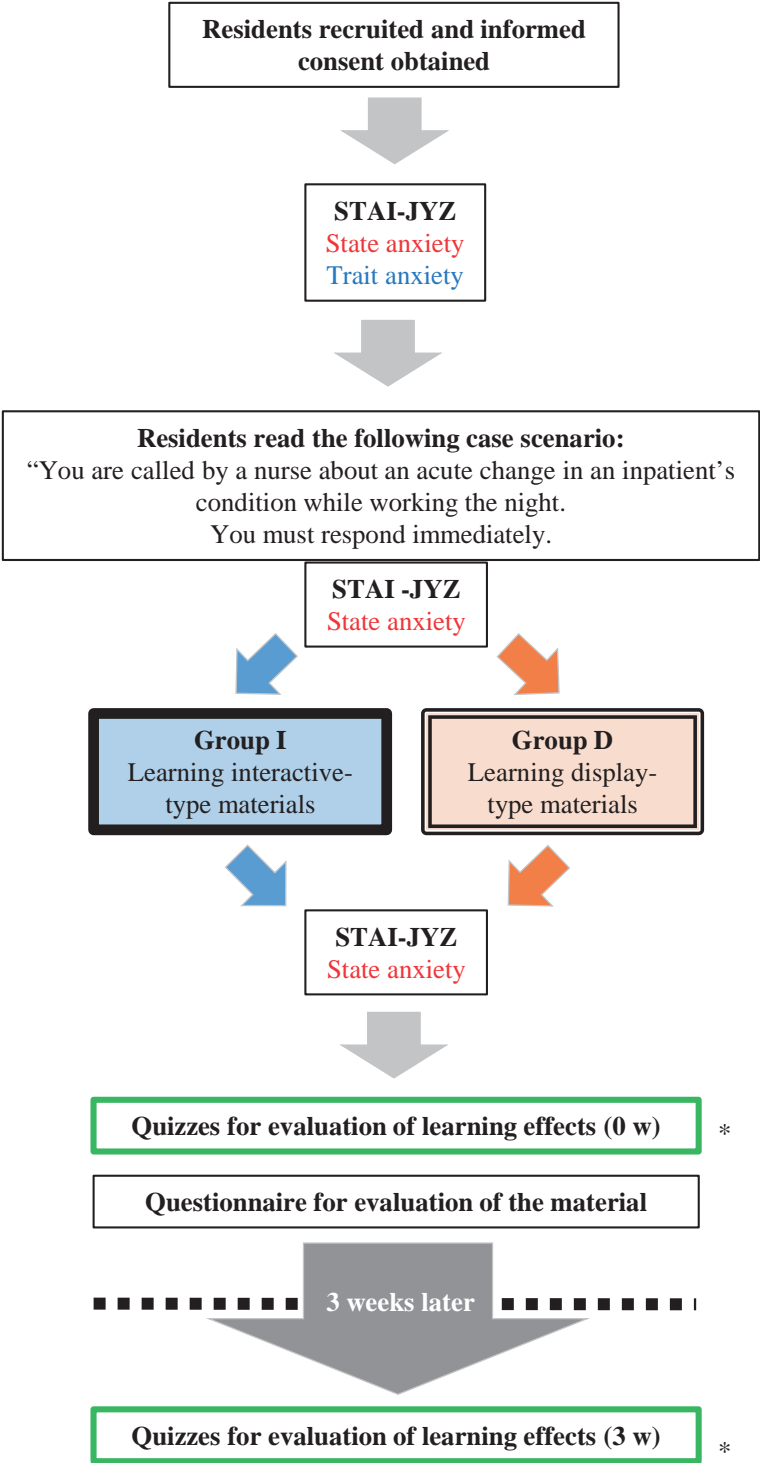 Residents recruited and informed
consent obtained
STAI-JYZ
State anxiety
Trait anxiety
Residents read the following case scenario:
“You are called by a nurse about an acute change in an inpatient’s
condition while working the night.
You must respond immediately.
STAI -JYZ
State anxiety
Group I
Learning interactive-
type materials
Group D
Learning display-
type materials
STAI-JYZ
State anxiety
Quizzes for evaluation of learning effects (0 w)
*
Questionnaire for evaluation of the material
3 weeks later
Quizzes for evaluation of learning effects (3 w)
*